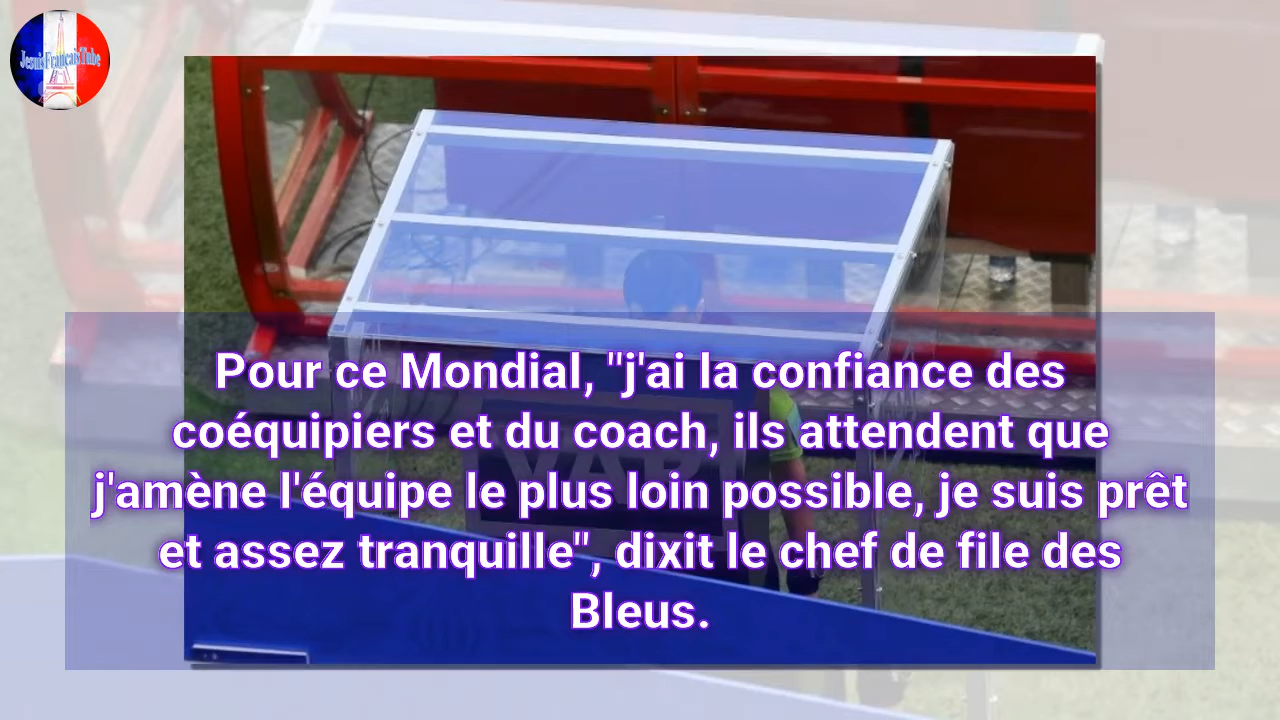 JesuisFrançaisTube
Pour ce Mondial, "j'ai la confiance des
coéquipiers et du coach, ils attendent que
j'amène l'équipe le plus loin possible, je suis prêt
et assez tranquille", dixit le chef de file des
Bleus.
VAR